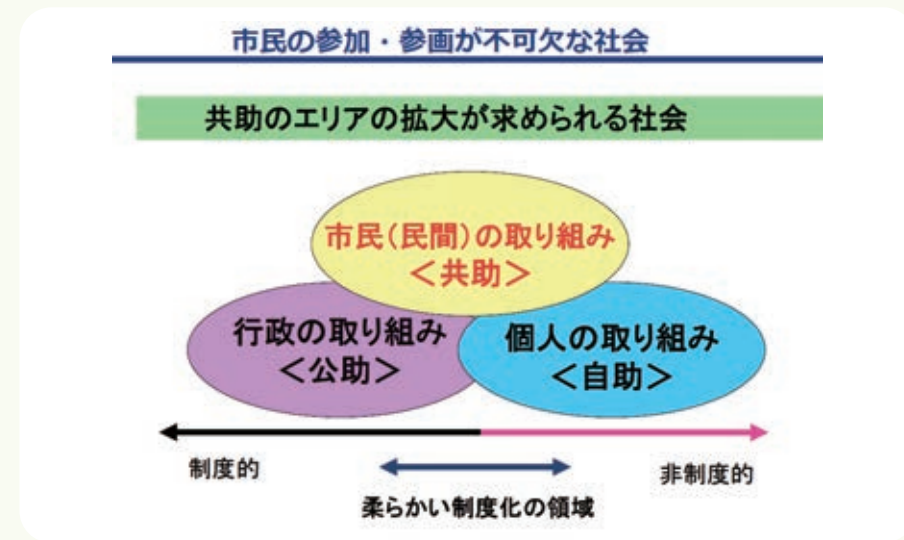 市民の参加・参画が不可欠な社会
共助のエリアの拡大が求められる社会
市民(民間)の取り組み
＜共助＞
行政の取り組み
＜公助＞
個人の取り組み
＜自助＞
制度的
非制度的
柔らかい制度化の領域